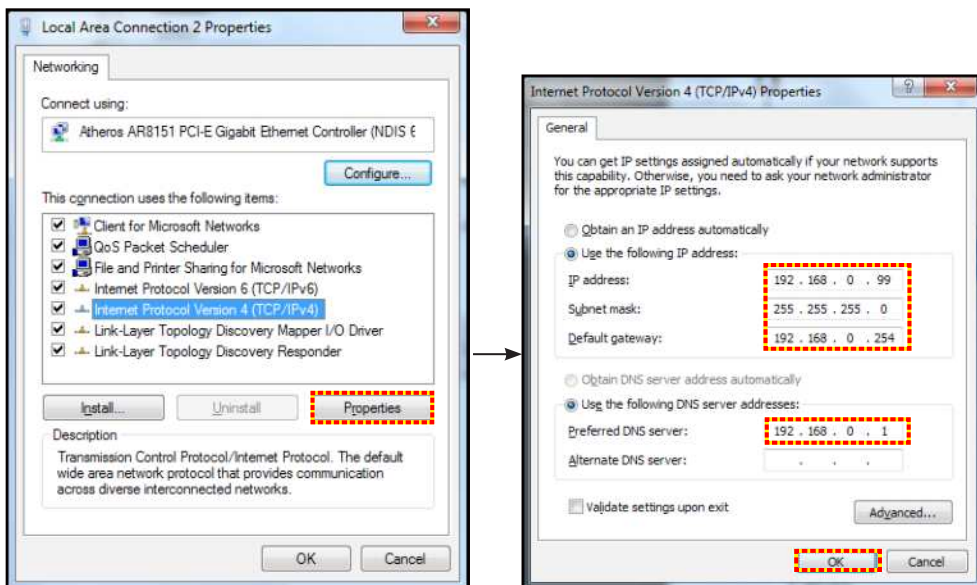 Local Area Connection 2 Properties
Networking
Connect using:
Atheros AR8151 PCI-E Gigabit Ethernet Controller (NDIS 6
Configure...
This connection uses the following items:
Client for Microsoft Networks
QoS Packet Scheduler
File and Printer Sharing for Microsoft Networks
Internet Protocol Version 6 (TCP/IPv6)
Internet Protocol Version 4 (TCP/IPv4)
Link-Layer Topology Discovery Mapper I/O Driver
Link-Layer Topology Discovery Responder
Install...
Uninstall
Properties
Description
Transmission Control Protocol/Internet Protocol. The default
wide area network protocol that provides communication
across diverse interconnected networks.
OK
Cancel
Internet Protocol Version 4 (TCP/IPv4) Properties
General
You can get IP settings assigned automatically if your network supports
this capability. Otherwise, you need to ask your network administrator
for the appropriate IP settings.
Obtain an IP address automatically
Use the following IP address:
IP address: 192 . 168 . 0 . 99
Subnet mask: 255 . 255 . 255 . 0
Default gateway: 192 . 168 . 0 . 254
Obtain DNS server address automatically
Use the following DNS server addresses:
Preferred DNS server: 192 . 168 . 0 . 1
Alternate DNS server: . . .
Validate settings upon exit
Advanced...
OK
Cancel